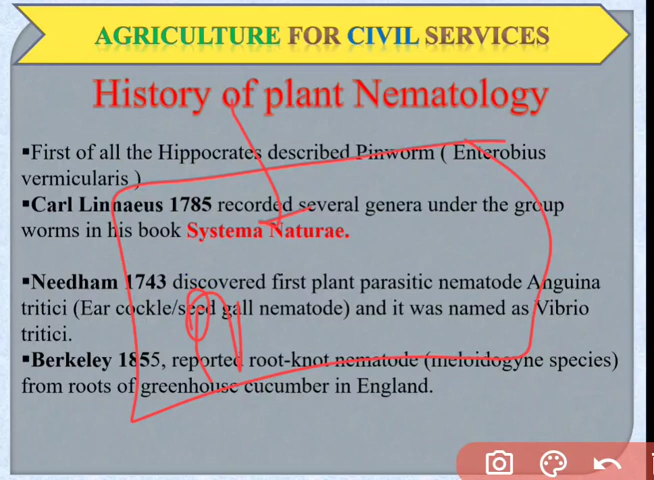 AGRICULTURE FOR CIVIL SERVICES
History of plant Nematology
▪First of all the Hippocrates described Pinworm ( Enterobius
vermicularis )
▪Carl Linnaeus 1785 recorded several genera under the group
worms in his book Systema Naturae.
▪Needham 1743 discovered first plant parasitic nematode Anguina
tritici (Ear cockle/seed gall nematode) and it was named as Vibrio
tritici.
▪Berkeley 1855, reported root-knot nematode (meloidogyne species)
from roots of greenhouse cucumber in England.